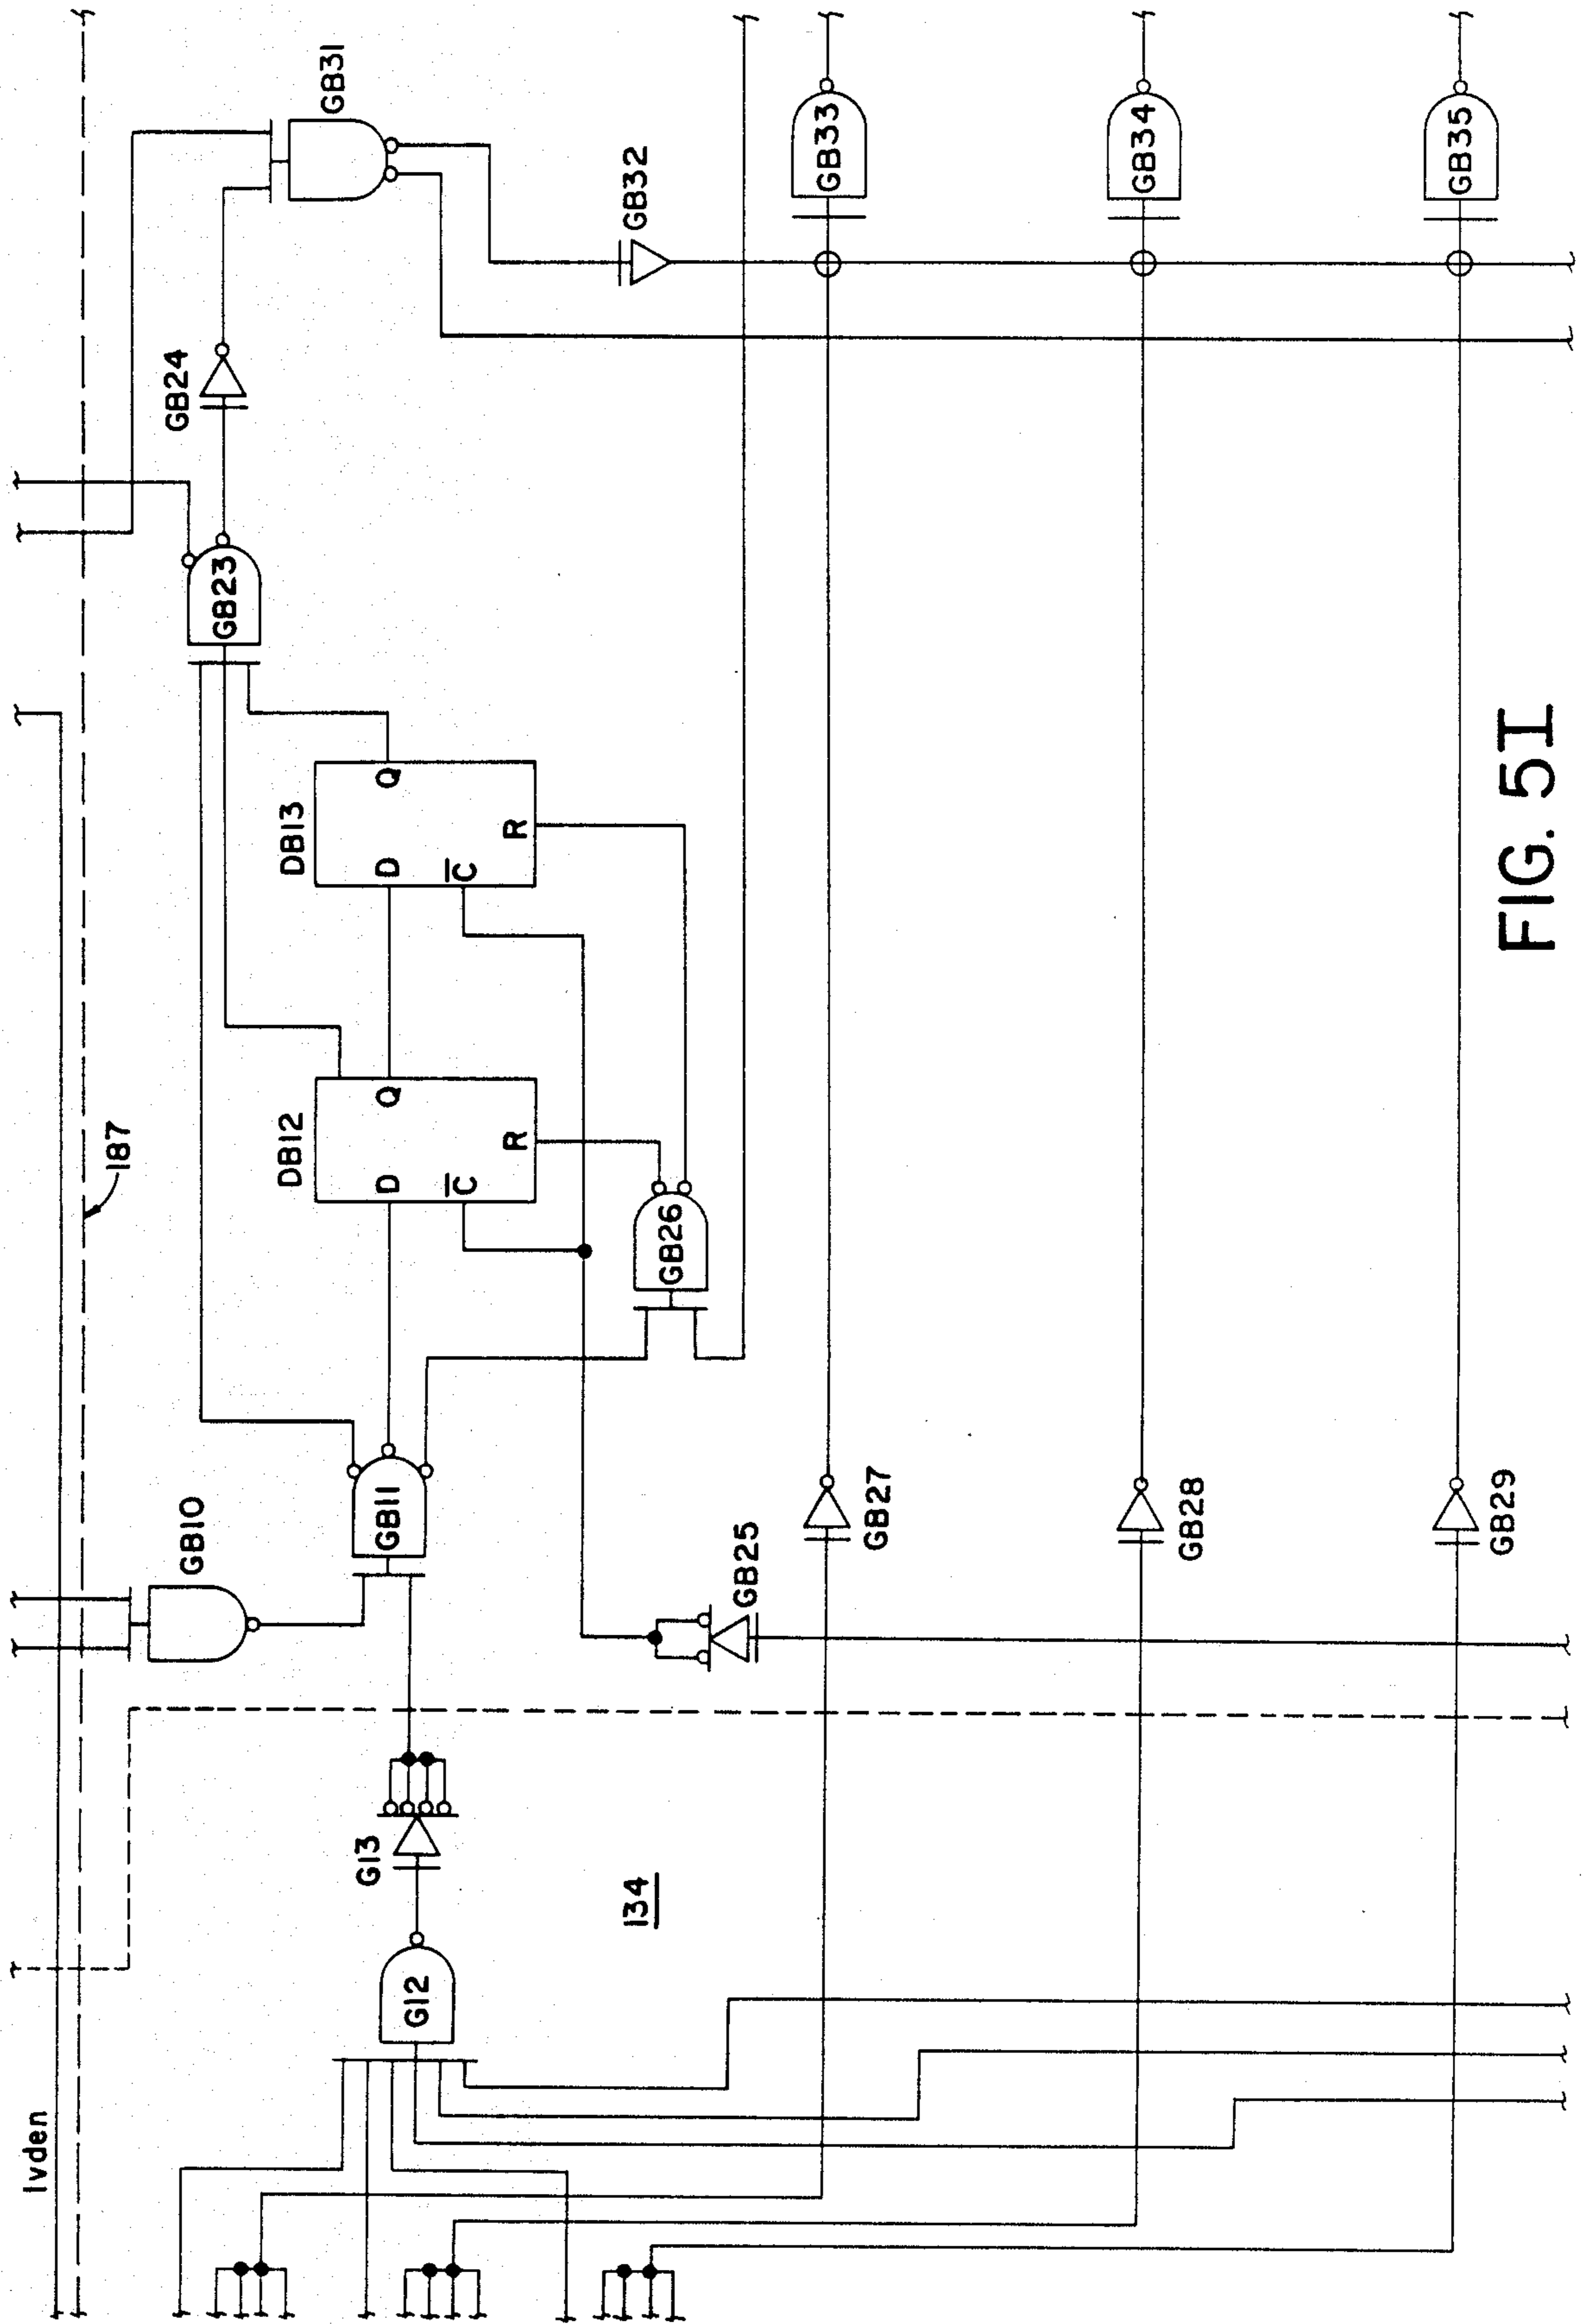 lvden
187
GB10
GB11
G12
G13
134
DB12
D
Q
C
R
DB13
D
Q
C
R
GB23
GB24
GB31
GB32
GB25
GB26
GB27
GB28
GB29
GB33
GB34
GB35
FIG. 5I